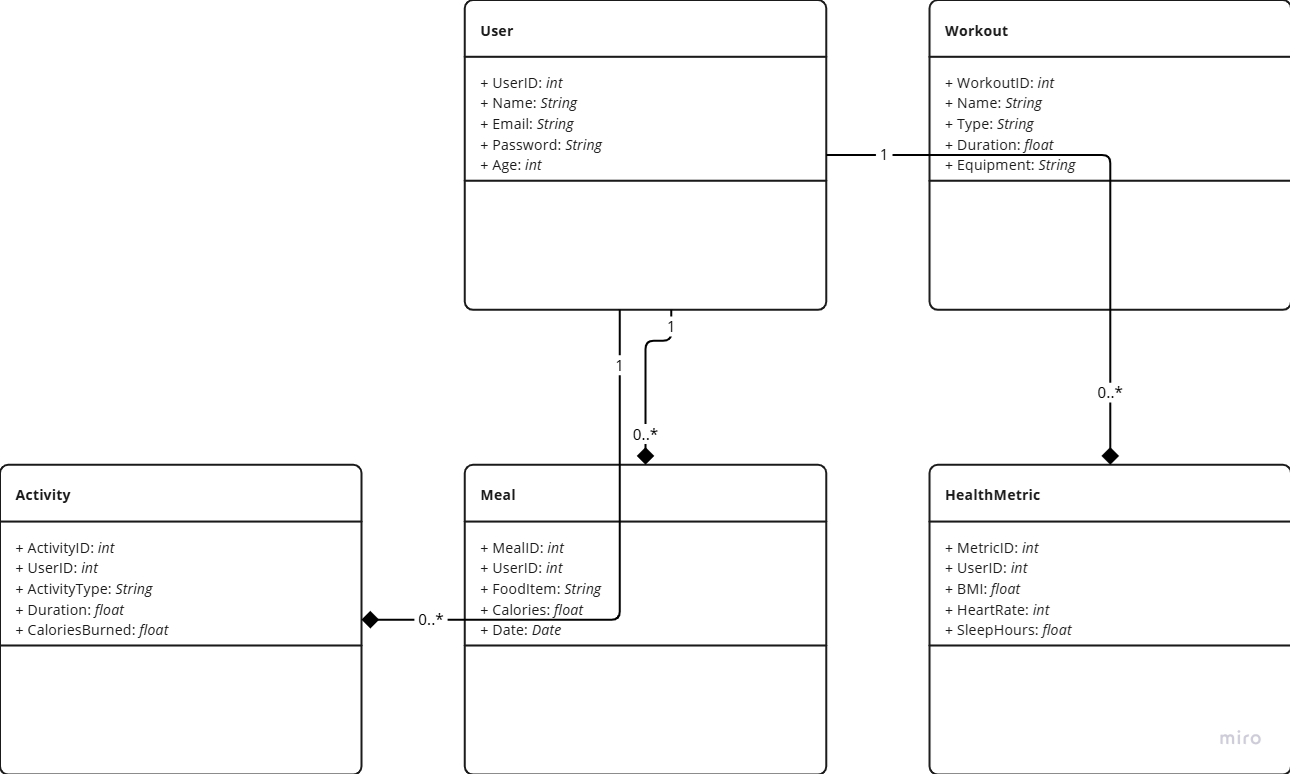 User
+ UserID: int
+ Name: String
+ Email: String
+ Password: String
+ Age: int
Workout
+ WorkoutID: int
+ Name: String
+ Type: String
+ Duration: float
+ Equipment: String
1
1
1
0..*
0..*
Activity
+ ActivityID: int
+ UserID: int
+ ActivityType: String
+ Duration: float
+ CaloriesBurned: float
0..*
Meal
+ MealID: int
+ UserID: int
+ FoodItem: String
+ Calories: float
+ Date: Date
HealthMetric
+ MetricID: int
+ UserID: int
+ BMI: float
+ HeartRate: int
+ SleepHours: float
miro